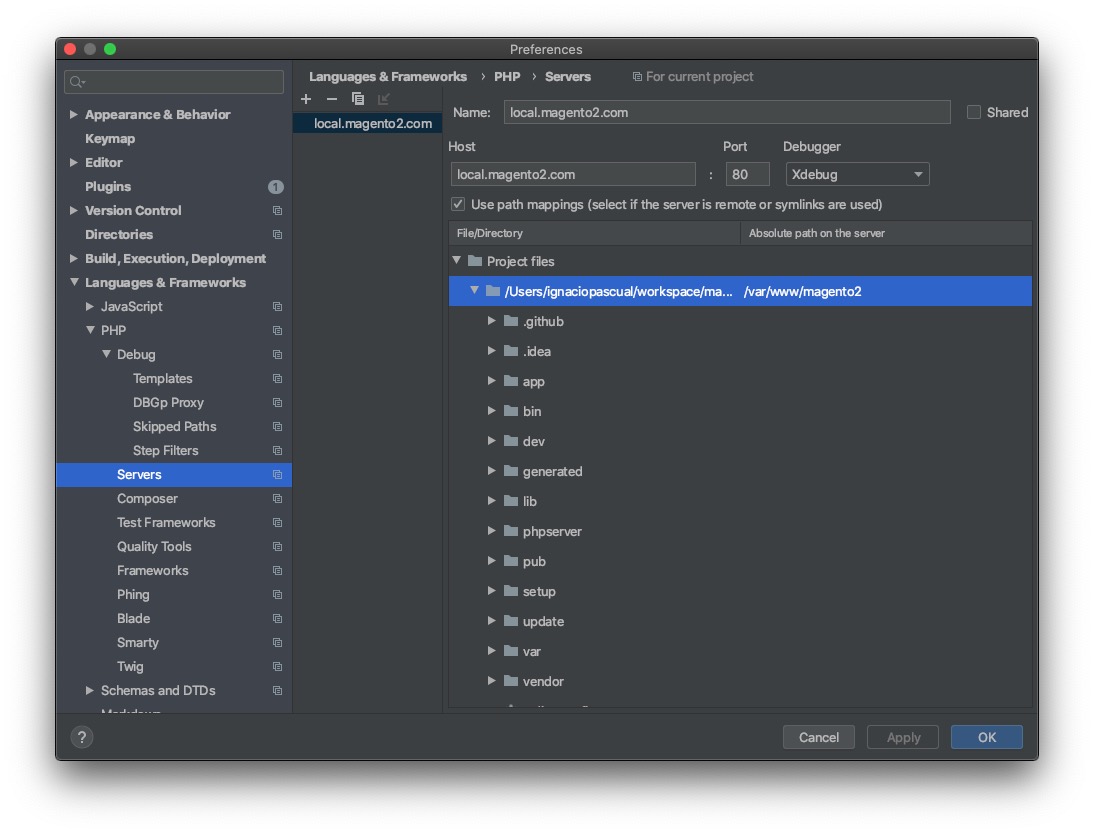 Preferences
Languages & Frameworks › PHP › Servers For current project
Appearance & Behavior
Keymap
Editor
Plugins 1
Version Control
Directories
Build, Execution, Deployment
Languages & Frameworks
JavaScript
PHP
Debug
Templates
DBGp Proxy
Skipped Paths
Step Filters
Servers
Composer
Test Frameworks
Quality Tools
Frameworks
Phing
Blade
Smarty
Twig
Schemas and DTDs
local.magento2.com
Name: local.magento2.com Shared
Host Port Debugger
local.magento2.com : 80 Xdebug
Use path mappings (select if the server is remote or symlinks are used)
File/Directory Absolute path on the server
Project files
/Users/ignaciopascual/workspace/ma... /var/www/magento2
.github
.idea
app
bin
dev
generated
lib
phpserver
pub
setup
update
var
vendor
? Cancel Apply OK